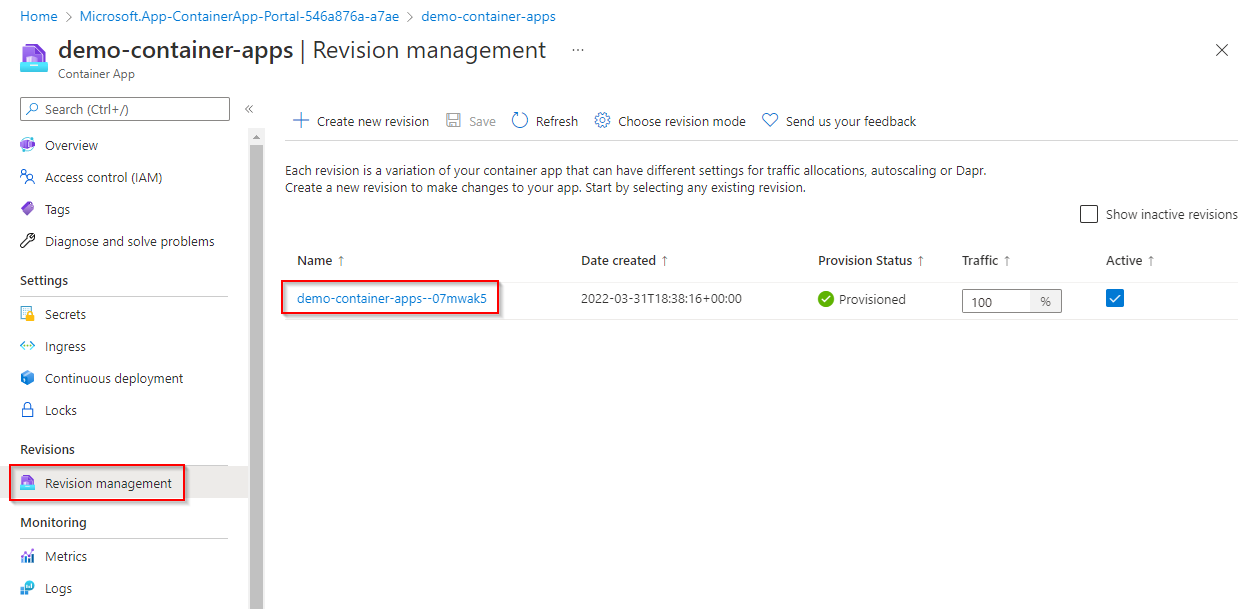 Home > Microsoft.App-ContainerApp-Portal-546a876a-a7ae > demo-container-apps
demo-container-apps | Revision management ...
Container App
Search (Ctrl+/)
«
Overview
Access control (IAM)
Tags
Diagnose and solve problems
Settings
Secrets
Ingress
Continuous deployment
Locks
Revisions
Revision management
Monitoring
Metrics
Logs
Create new revision Save Refresh Choose revision mode Send us your feedback
Each revision is a variation of your container app that can have different settings for traffic allocations, autoscaling or Dapr.
Create a new revision to make changes to your app. Start by selecting any existing revision.
Show inactive revisions
Name ↑ Date created ↑ Provision Status ↑ Traffic ↑ Active ↑
demo-container-apps--07mwak5 2022-03-31T18:38:16+00:00 Provisioned 100 %